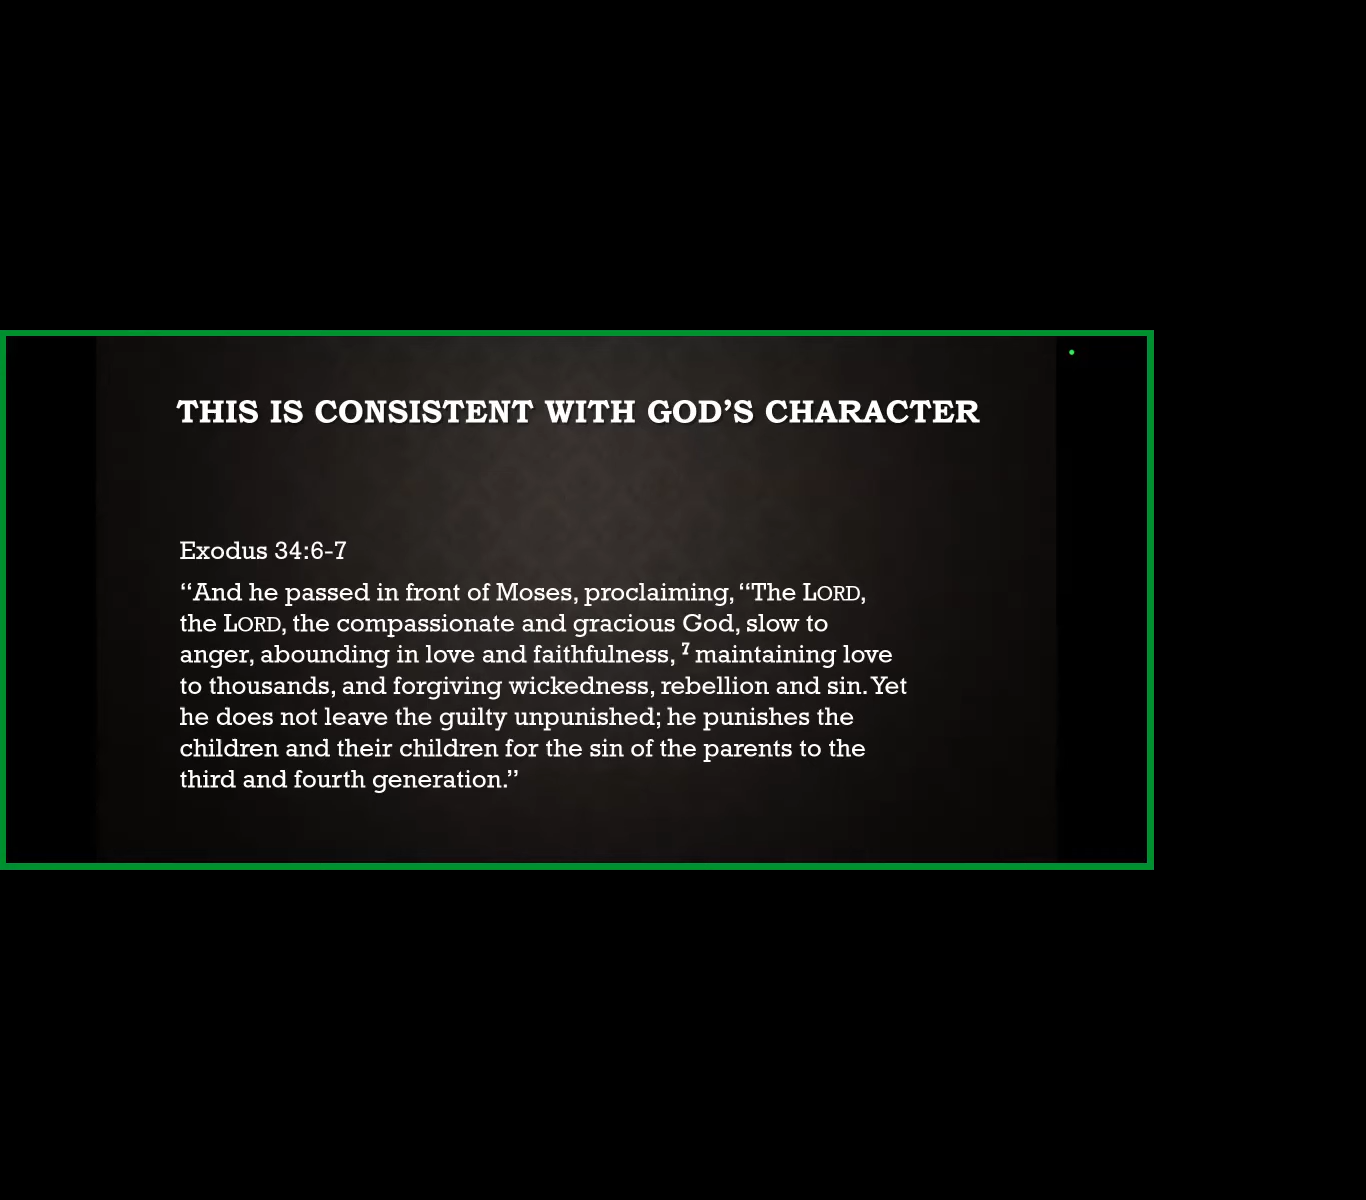 THIS IS CONSISTENT WITH GOD’S CHARACTER
Exodus 34:6-7
“And he passed in front of Moses, proclaiming, “The LORD,
the LORD, the compassionate and gracious God, slow to
anger, abounding in love and faithfulness, ⁷ maintaining love
to thousands, and forgiving wickedness, rebellion and sin. Yet
he does not leave the guilty unpunished; he punishes the
children and their children for the sin of the parents to the
third and fourth generation.”